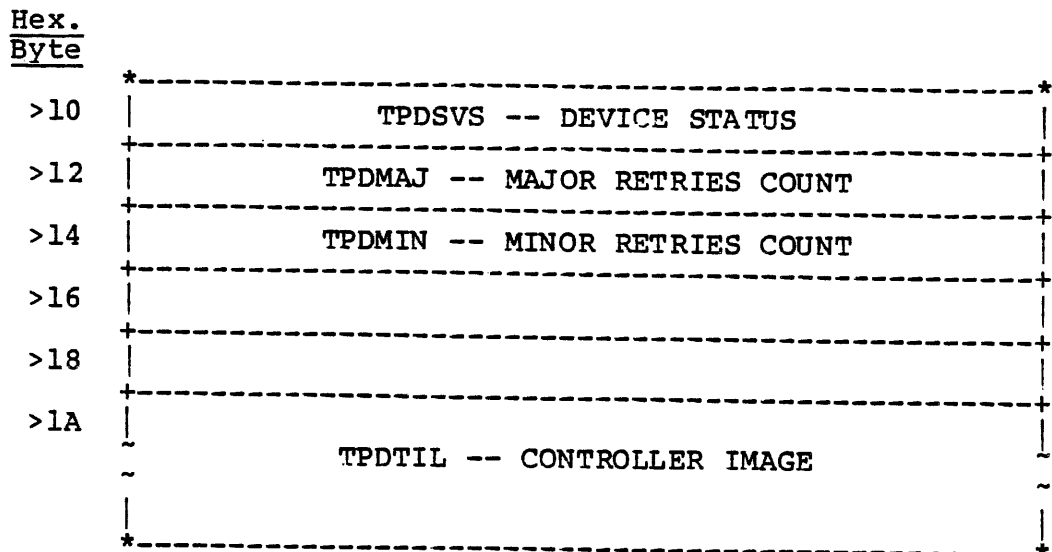 Hex.
Byte
>10 TPDSVS -- DEVICE STATUS
>12 TPDMAJ -- MAJOR RETRIES COUNT
>14 TPDMIN -- MINOR RETRIES COUNT
>16
>18
>1A
TPDTIL -- CONTROLLER IMAGE